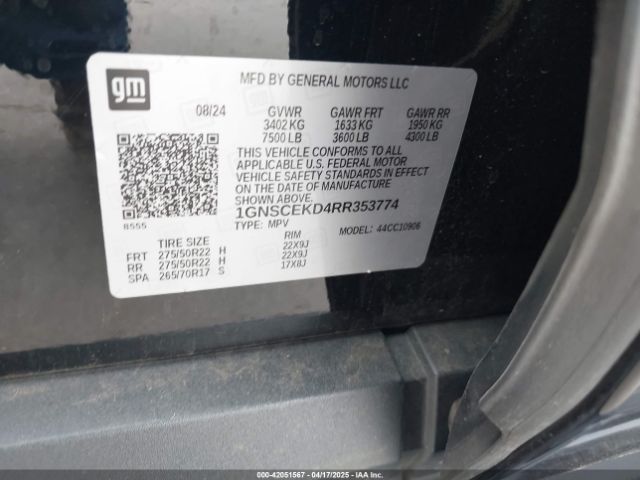 gm
MFD BY GENERAL MOTORS LLC
08/24 GVWR GAWR FRT GAWR RR
3402 KG 1633 KG 1950 KG
7500 LB 3600 LB 4300 LB
THIS VEHICLE CONFORMS TO ALL
APPLICABLE U.S. FEDERAL MOTOR
VEHICLE SAFETY STANDARDS IN EFFECT
ON THE DATE OF MANUFACTURE
SHOWN ABOVE.
1GNSCEKD4RR353774
8555
TYPE: MPV MODEL: 44CC10906
TIRE SIZE RIM
FRT 275/50R22 H 22X9J
RR 275/50R22 H 22X9J
SPA 265/70R17 S 17X8J
000-42051567 - 04/17/2025 - IAAI.COM